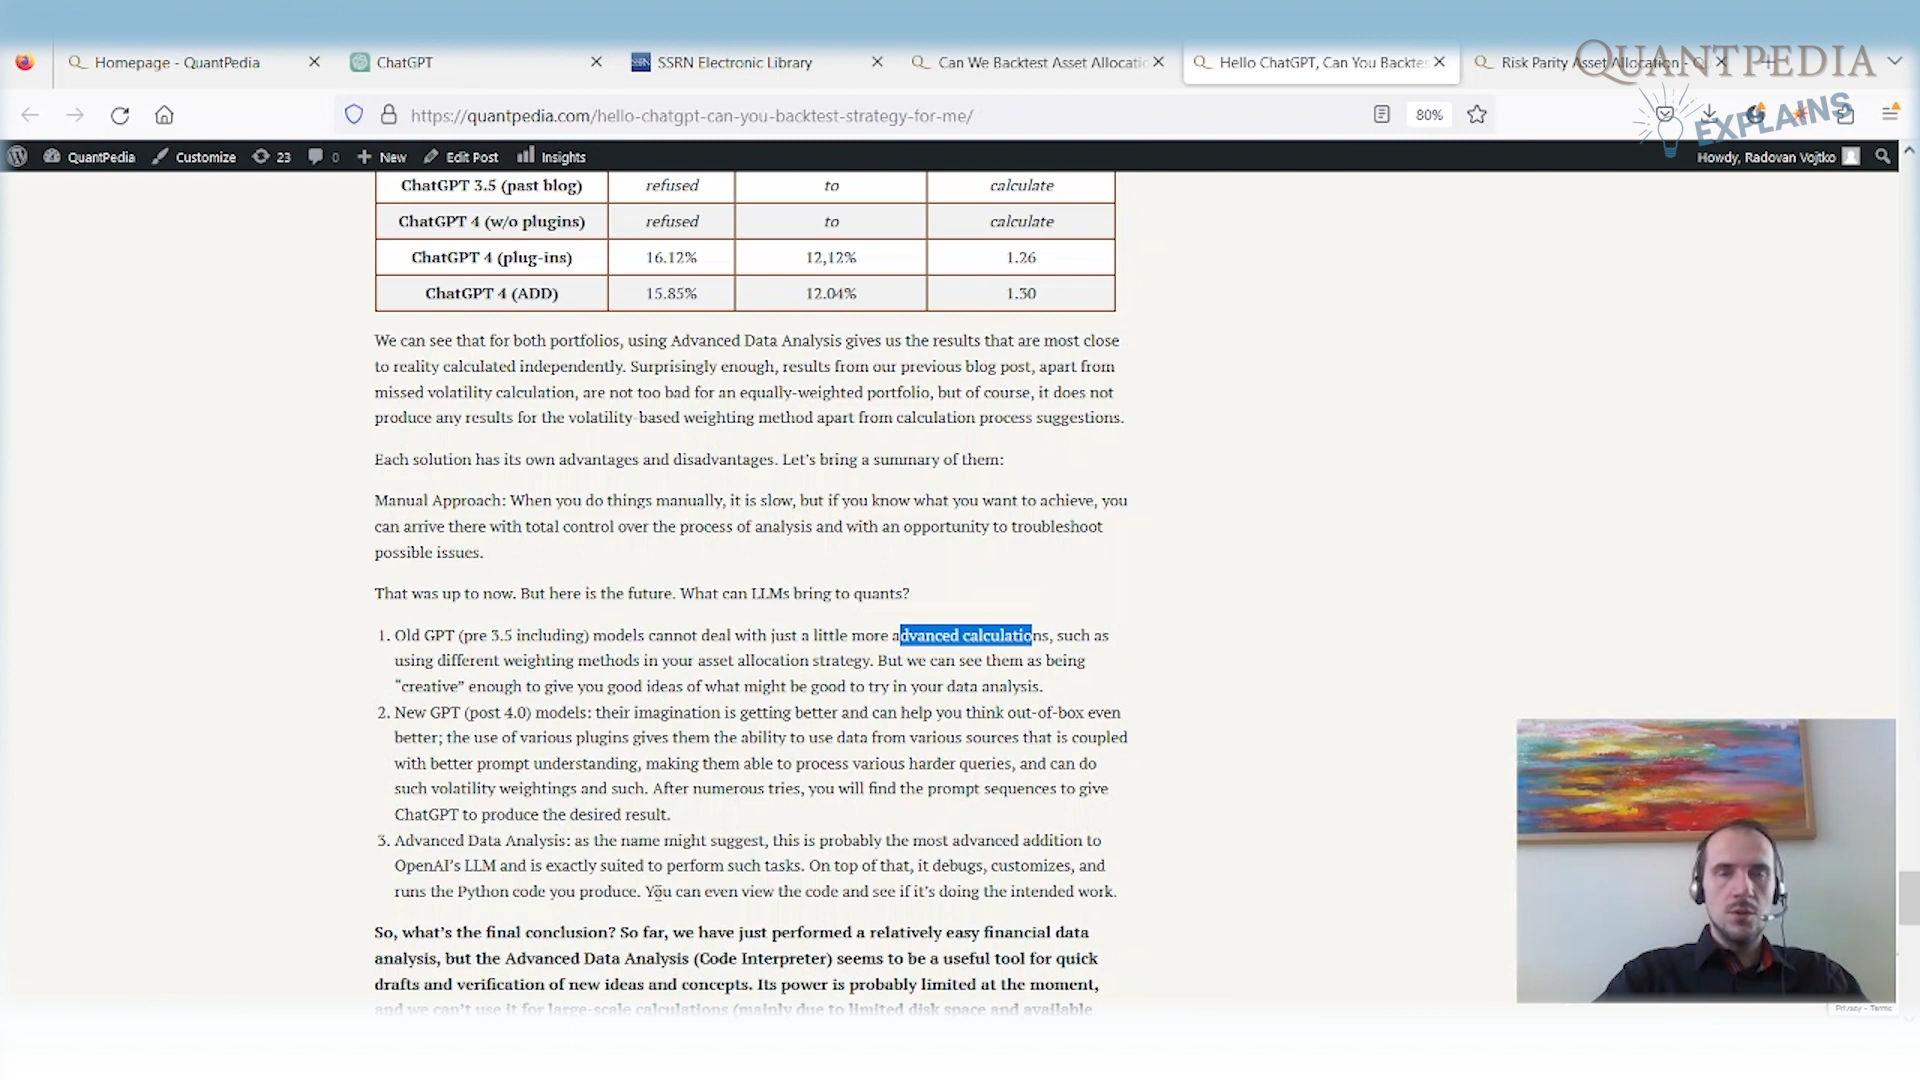 Homepage - QuantPedia
ChatGPT
SSRN Electronic Library
Can We Backtest Asset Allocatio
Hello ChatGPT, Can You Backtes
Risk Parity Asset Allocation -
QUANTPEDIA
EXPLAINS
https://quantpedia.com/hello-chatgpt-can-you-backtest-strategy-for-me/
80%
QuantPedia Customize 23 0 New Edit Post Insights
Howdy, Radovan Vojtko
ChatGPT 3.5 (past blog) refused to calculate
ChatGPT 4 (w/o plugins) refused to calculate
ChatGPT 4 (plug-ins) 16.12% 12,12% 1.26
ChatGPT 4 (ADD) 15.85% 12.04% 1.30
We can see that for both portfolios, using Advanced Data Analysis gives us the results that are most close
to reality calculated independently. Surprisingly enough, results from our previous blog post, apart from
missed volatility calculation, are not too bad for an equally-weighted portfolio, but of course, it does not
produce any results for the volatility-based weighting method apart from calculation process suggestions.
Each solution has its own advantages and disadvantages. Let's bring a summary of them:
Manual Approach: When you do things manually, it is slow, but if you know what you want to achieve, you
can arrive there with total control over the process of analysis and with an opportunity to troubleshoot
possible issues.
That was up to now. But here is the future. What can LLMs bring to quants?
1. Old GPT (pre 3.5 including) models cannot deal with just a little more advanced calculations, such as
using different weighting methods in your asset allocation strategy. But we can see them as being
“creative” enough to give you good ideas of what might be good to try in your data analysis.
2. New GPT (post 4.0) models: their imagination is getting better and can help you think out-of-box even
better; the use of various plugins gives them the ability to use data from various sources that is coupled
with better prompt understanding, making them able to process various harder queries, and can do
such volatility weightings and such. After numerous tries, you will find the prompt sequences to give
ChatGPT to produce the desired result.
3. Advanced Data Analysis: as the name might suggest, this is probably the most advanced addition to
OpenAI's LLM and is exactly suited to perform such tasks. On top of that, it debugs, customizes, and
runs the Python code you produce. You can even view the code and see if it's doing the intended work.
So, what's the final conclusion? So far, we have just performed a relatively easy financial data
analysis, but the Advanced Data Analysis (Code Interpreter) seems to be a useful tool for quick
drafts and verification of new ideas and concepts. Its power is probably limited at the moment,
and we can't use it for large-scale calculations (mainly due to limited disk space and available
Privacy - Terms